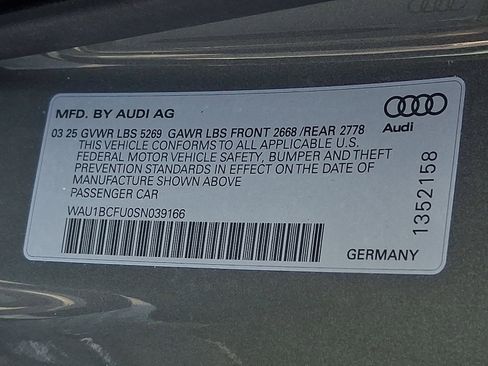 MFD. BY AUDI AG
03 25 GVWR LBS 5269 GAWR LBS FRONT 2668 /REAR 2778
THIS VEHICLE CONFORMS TO ALL APPLICABLE U.S.
FEDERAL MOTOR VEHICLE SAFETY, BUMPER AND THEFT
PREVENTION STANDARDS IN EFFECT ON THE DATE OF
MANUFACTURE SHOWN ABOVE
PASSENGER CAR
WAU1BCFU0SN039166
Audi
1352158
GERMANY